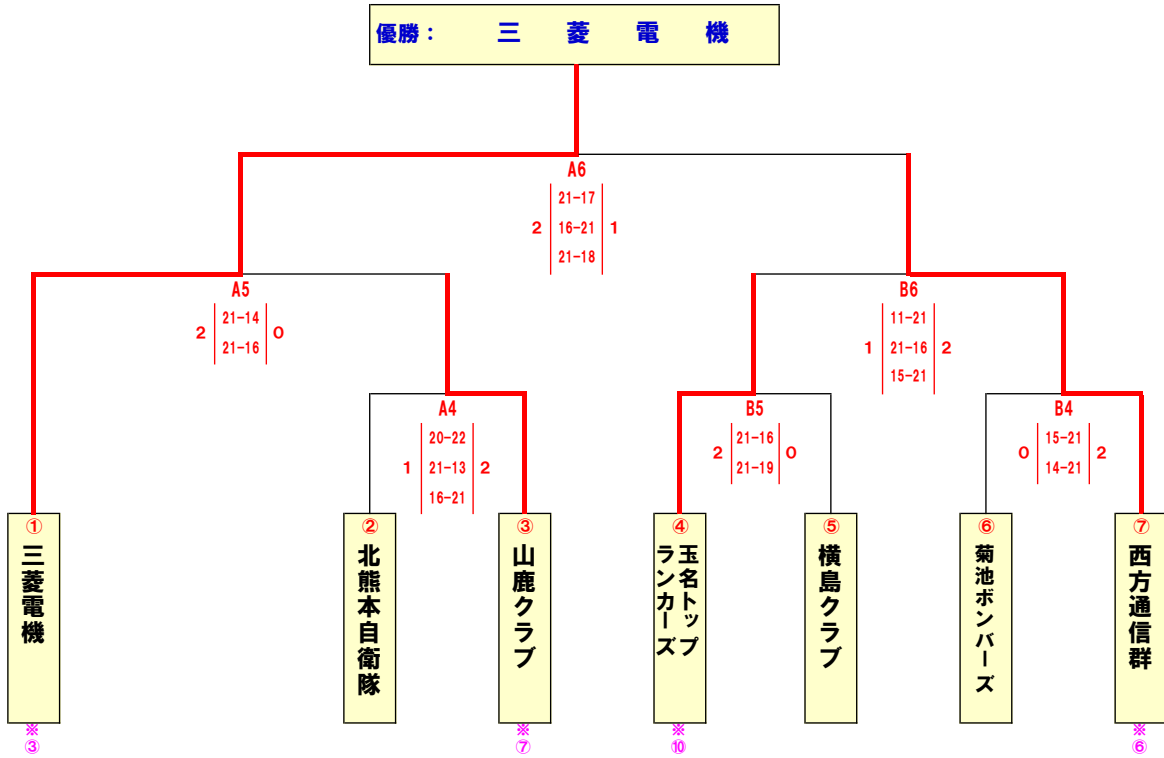 優勝： 三 菱 電 機
A6
21-17
2 16-21 1
21-18
A5
21-14
2 0
21-16
B6
11-21
1 21-16 2
15-21
A4
20-22
1 21-13 2
16-21
B5
21-16
2 0
21-19
B4
15-21
0 2
14-21
①
三菱電機
※
③
②
北熊本自衛隊
③
山鹿クラブ
※
⑦
④
玉名トップ
ランカーズ
※
⑩
⑤
横島クラブ
⑥
菊池ボンバーズ
⑦
西方通信群
※
⑥